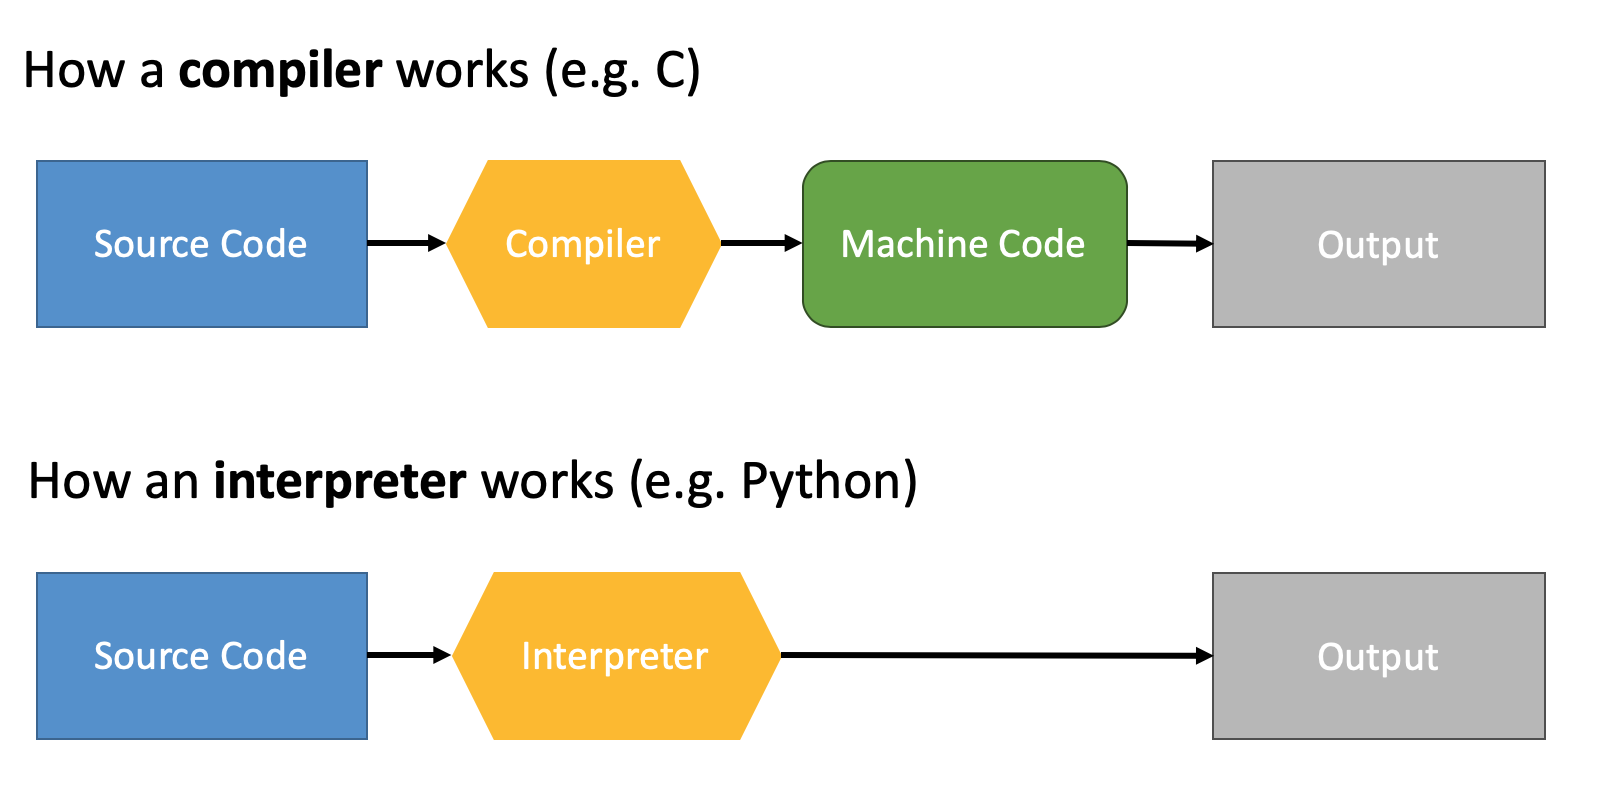 How a compiler works (e.g. C)
Source Code
Compiler
Machine Code
Output
How an interpreter works (e.g. Python)
Source Code
Interpreter
Output